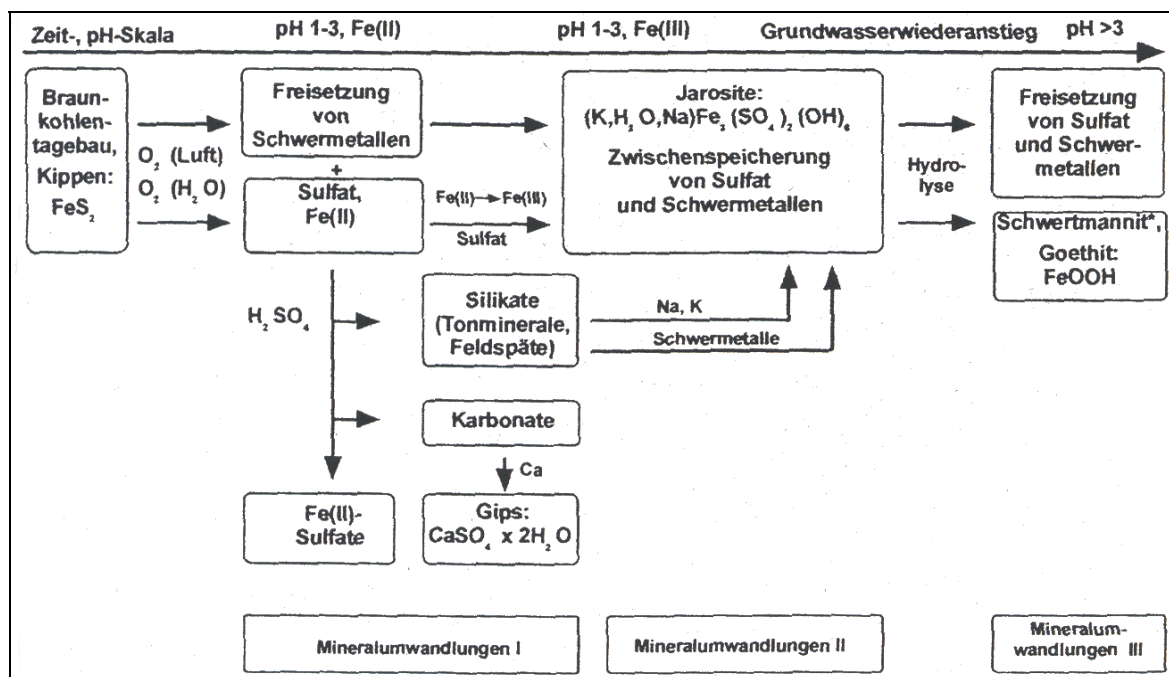 Zeit-, pH-Skala
pH 1-3, Fe(II)
pH 1-3, Fe(III)
Grundwasserwiederanstieg
pH >3
Braun-
kohlen-
tagebau,
Kippen:
FeS₂
O₂ (Luft)
O₂ (H₂O)
Freisetzung
von
Schwermetallen
+
Sulfat,
Fe(II)
Fe(II)→Fe(III)
Sulfat
Jarosite:
(K,H₃O,Na)Fe₃(SO₄)₂(OH)₆
Zwischenspeicherung
von Sulfat
und Schwermetallen
Hydro-
lyse
Freisetzung
von Sulfat
und Schwer-
metallen
Schwertmannit*,
Goethit:
FeOOH
H₂SO₄
Silikate
(Tonminerale,
Feldspäte)
Na, K
Schwermetalle
Karbonate
Ca
Fe(II)-
Sulfate
Gips:
CaSO₄ x 2H₂O
Mineralumwandlungen I
Mineralumwandlungen II
Mineralum-
wandlungen III